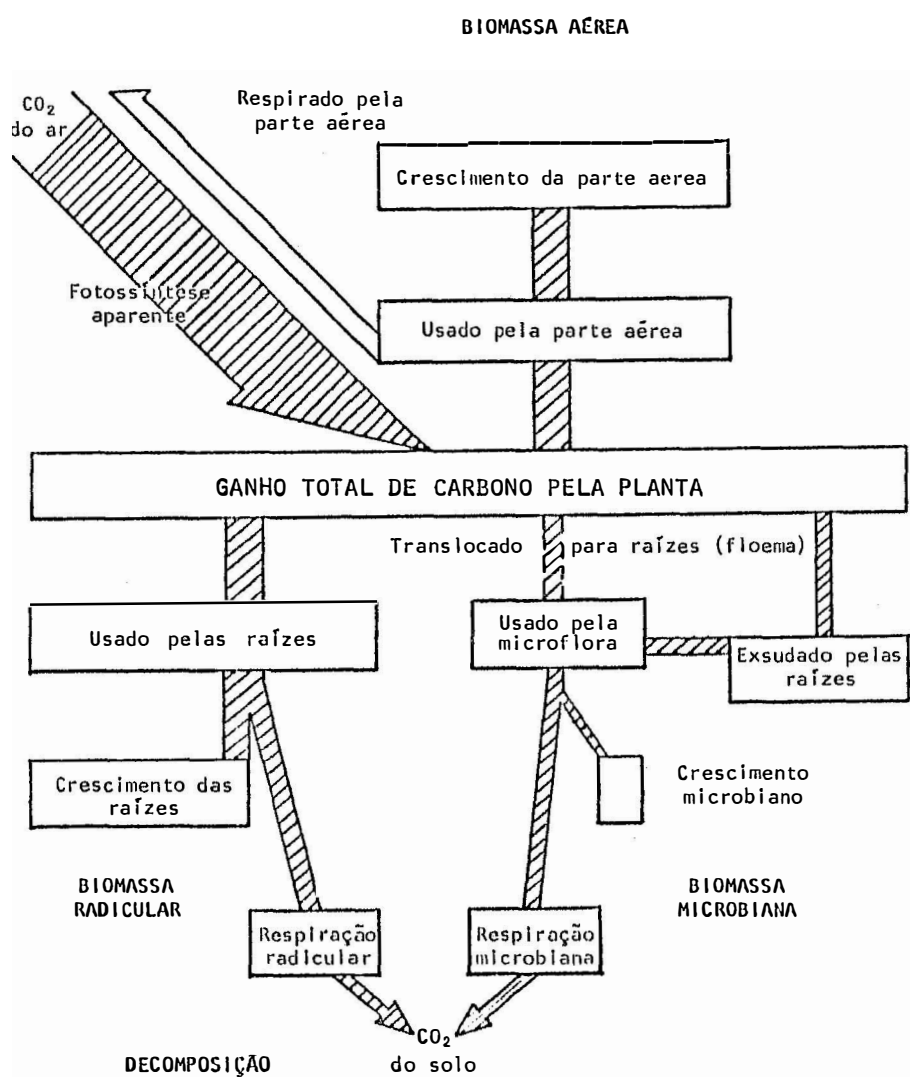 BIOMASSA AÉREA
CO₂
do ar
Respirado pela
parte aérea
Crescimento da parte aerea
Fotossíntese
aparente
Usado pela parte aérea
GANHO TOTAL DE CARBONO PELA PLANTA
Translocado para raízes (floema)
Usado pelas raízes
Usado pela
microflora
Exsudado pelas
raízes
Crescimento das
raízes
Crescimento
microbiano
BIOMASSA
RADICULAR
BIOMASSA
MICROBIANA
Respiração
radicular
Respiração
microbiana
CO₂
do solo
DECOMPOSIÇÃO